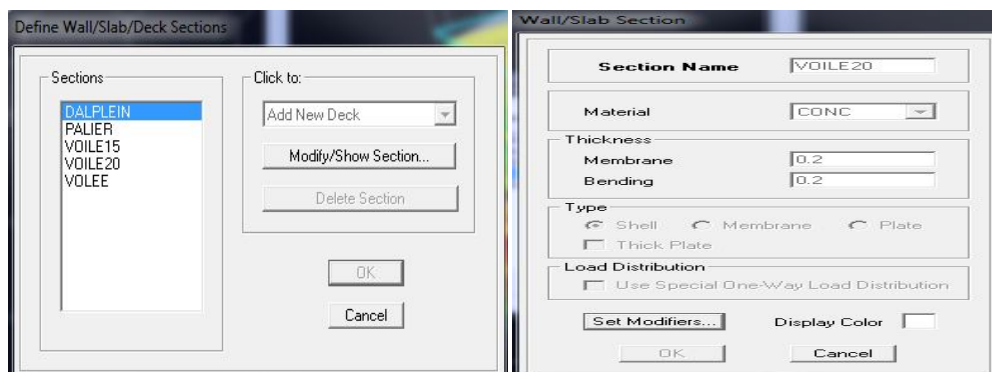 Define Wall/Slab/Deck Sections
Sections
DALPLEIN
PALIER
VOILE15
VOILE20
VOLEE
Click to:
Add New Deck
Modify/Show Section...
Delete Section
OK
Cancel
Wall/Slab Section
Section Name VOILE20
Material CONC
Thickness
Membrane 0.2
Bending 0.2
Type
Shell Membrane Plate
Thick Plate
Load Distribution
Use Special One-Way Load Distribution
Set Modifiers... Display Color
OK Cancel